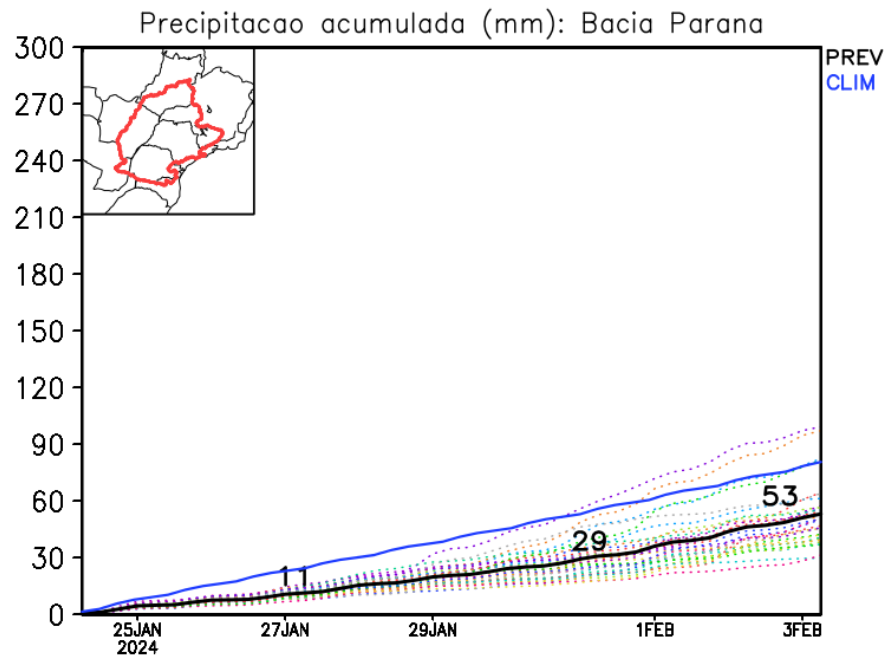 Precipitacao acumulada (mm): Bacia Parana
PREV
CLIM
300
270
240
210
180
150
120
90
60
30
0
11
29
53
25JAN
2024
27JAN
29JAN
1FEB
3FEB